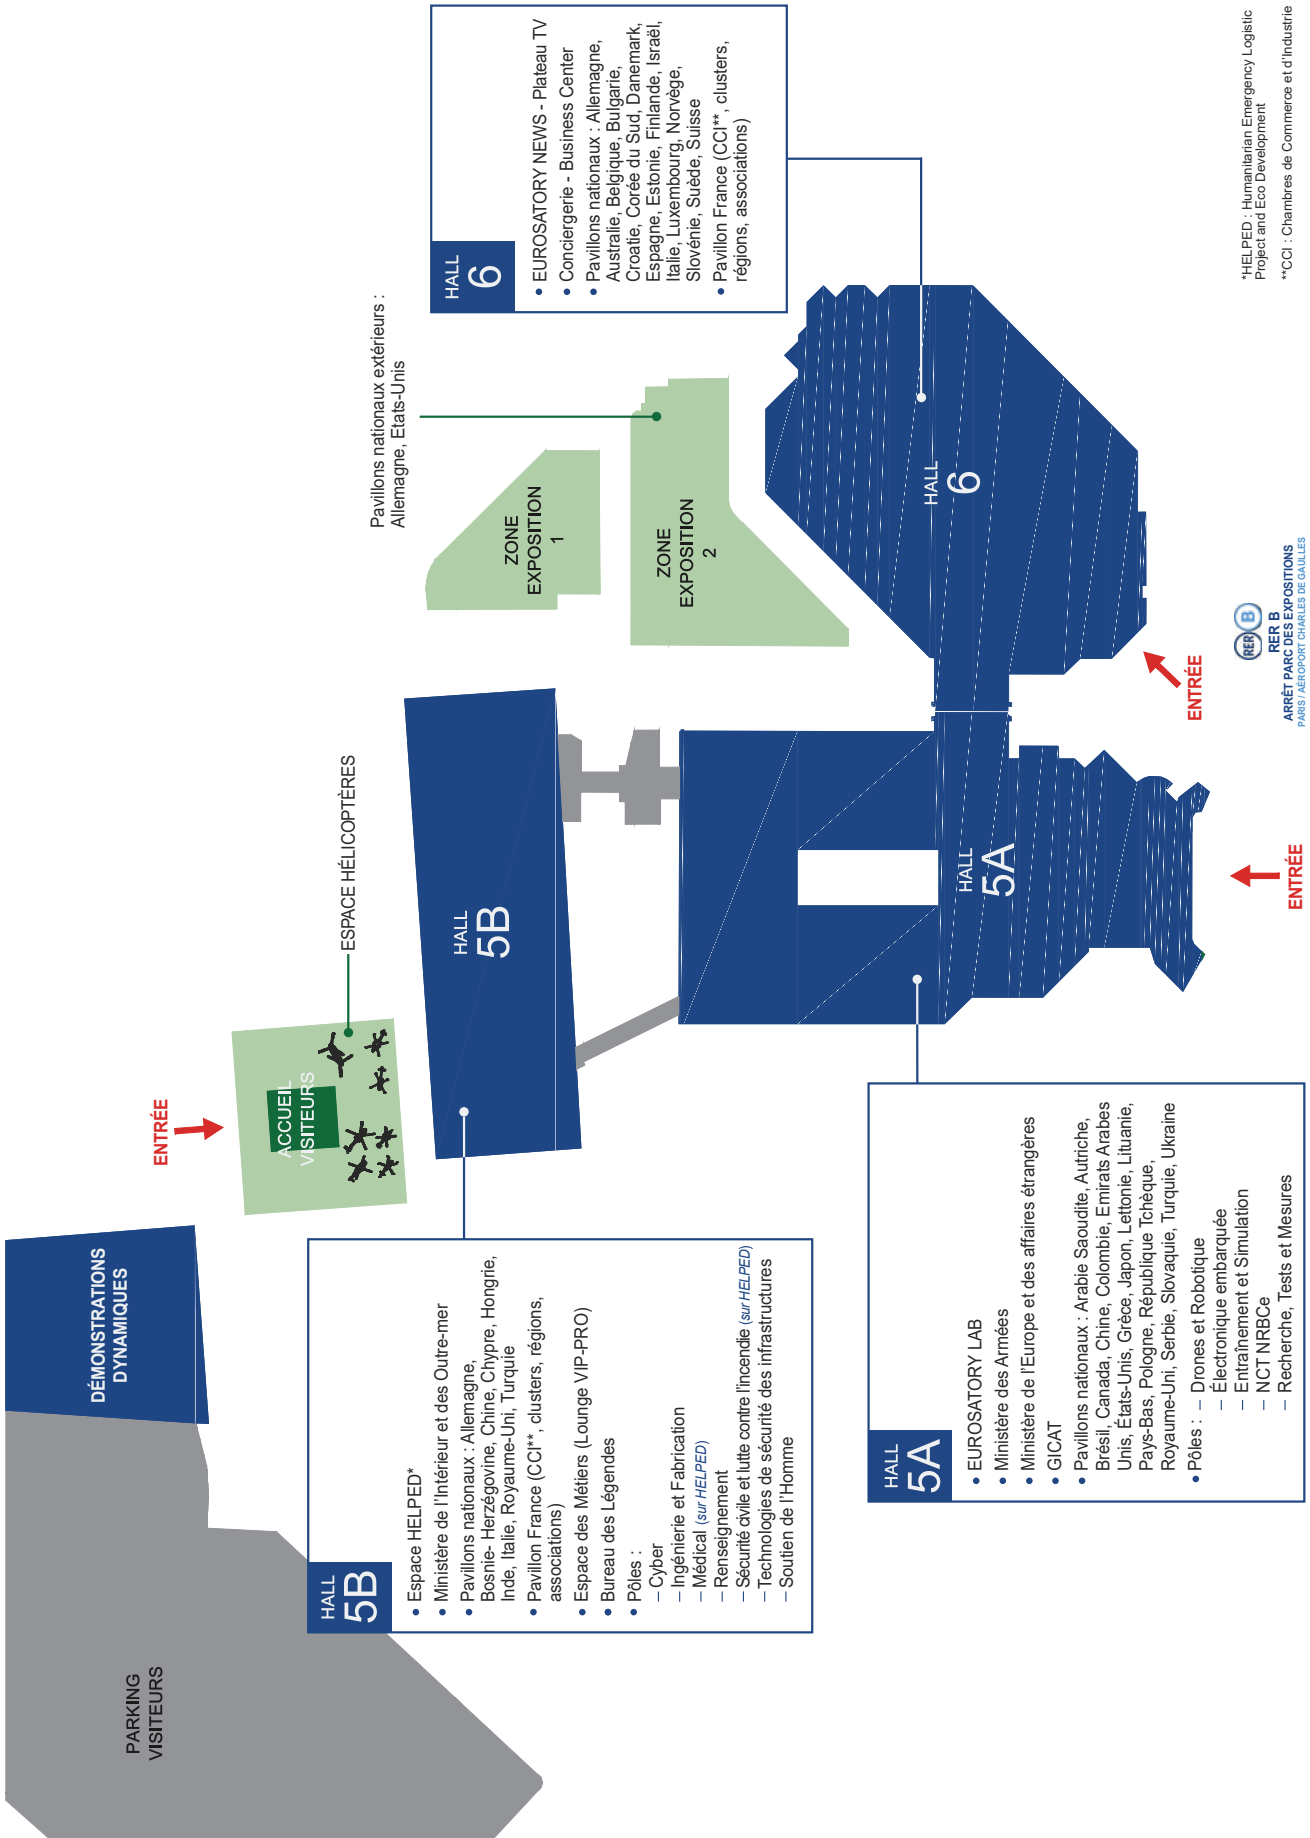 PARKING
VISITEURS
DÉMONSTRATIONS
DYNAMIQUES
ENTRÉE
ACCUEIL
VISITEURS
ESPACE HÉLICOPTÈRES
Pavillons nationaux extérieurs :
Allemagne, Etats-Unis
ZONE
EXPOSITION
1
ZONE
EXPOSITION
2
HALL
5B
HALL
5A
HALL
6
HALL
6
• EUROSATORY NEWS - Plateau TV
• Conciergerie - Business Center
• Pavillons nationaux : Allemagne,
Australie, Belgique, Bulgarie,
Croatie, Corée du Sud, Danemark,
Espagne, Estonie, Finlande, Israël,
Italie, Luxembourg, Norvège,
Slovénie, Suède, Suisse
• Pavillon France (CCI**, clusters,
régions, associations)
HALL
5B
• Espace HELPED*
• Ministère de l'Intérieur et des Outre-mer
• Pavillons nationaux : Allemagne,
Bosnie- Herzégovine, Chine, Chypre, Hongrie,
Inde, Italie, Royaume-Uni, Turquie
• Pavillon France (CCI**, clusters, régions,
associations)
• Espace des Métiers (Lounge VIP-PRO)
• Bureau des Légendes
• Pôles :
– Cyber
– Ingénierie et Fabrication
– Médical (sur HELPED)
– Renseignement
– Sécurité civile et lutte contre l'incendie (sur HELPED)
– Technologies de sécurité des infrastructures
– Soutien de l'Homme
HALL
5A
• EUROSATORY LAB
• Ministère des Armées
• Ministère de l'Europe et des affaires étrangères
• GICAT
• Pavillons nationaux : Arabie Saoudite, Autriche,
Brésil, Canada, Chine, Colombie, Emirats Arabes
Unis, États-Unis, Grèce, Japon, Lettonie, Lituanie,
Pays-Bas, Pologne, République Tchèque,
Royaume-Uni, Serbie, Slovaquie, Turquie, Ukraine
• Pôles : – Drones et Robotique
– Électronique embarquée
– Entraînement et Simulation
– NCT NRBCe
– Recherche, Tests et Mesures
ENTRÉE
ENTRÉE
RER B
RER B
ARRÊT PARC DES EXPOSITIONS
PARIS / AÉROPORT CHARLES DE GAULLES
*HELPED : Humanitarian Emergency Logistic
Project and Eco Development
**CCI : Chambres de Commerce et d'Industrie